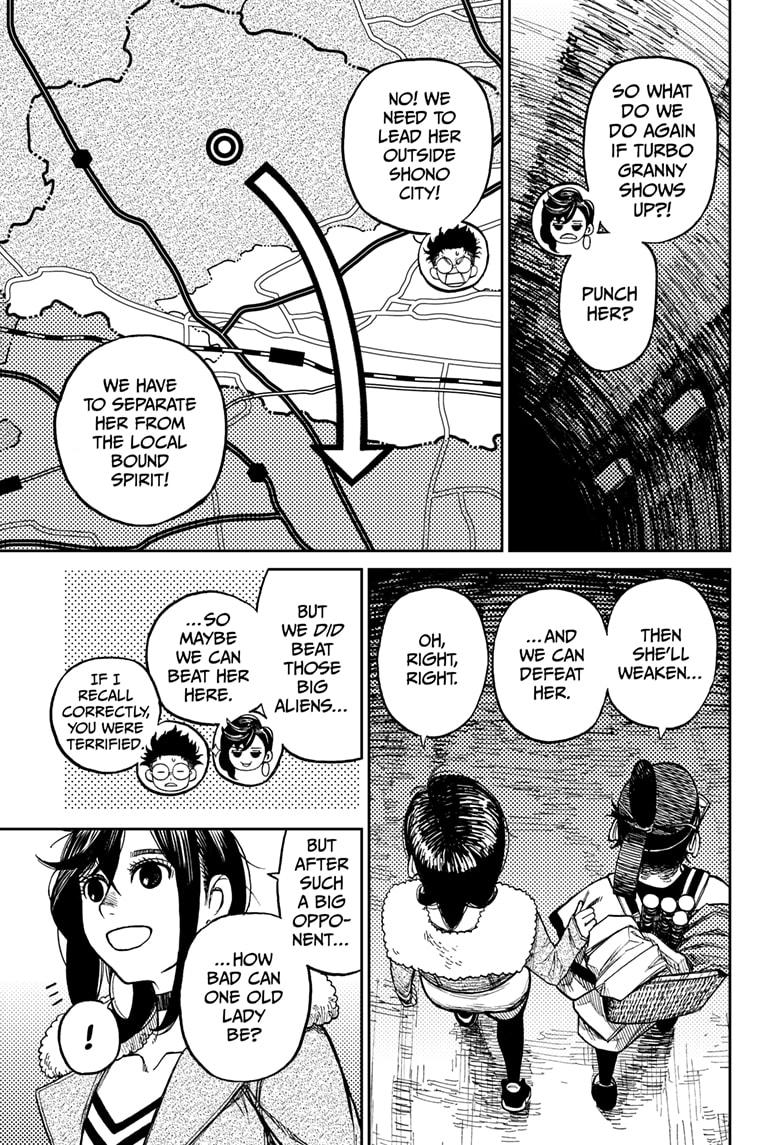 SO WHAT
DO WE
DO AGAIN
IF TURBO
GRANNY
SHOWS
UP?!
PUNCH
HER?
NO! WE
NEED TO
LEAD HER
OUTSIDE
SHONO
CITY!
WE HAVE
TO SEPARATE
HER FROM
THE LOCAL
BOUND
SPIRIT!
THEN
SHE'LL
WEAKEN...
...AND
WE CAN
DEFEAT
HER.
OH,
RIGHT,
RIGHT.
BUT
WE DID
BEAT
THOSE
BIG
ALIENS...
...SO
MAYBE
WE CAN
BEAT HER
HERE.
IF I
RECALL
CORRECTLY,
YOU WERE
TERRIFIED.
BUT
AFTER
SUCH
A BIG
OPPO-
NENT...
...HOW
BAD CAN
ONE OLD
LADY
BE?
!